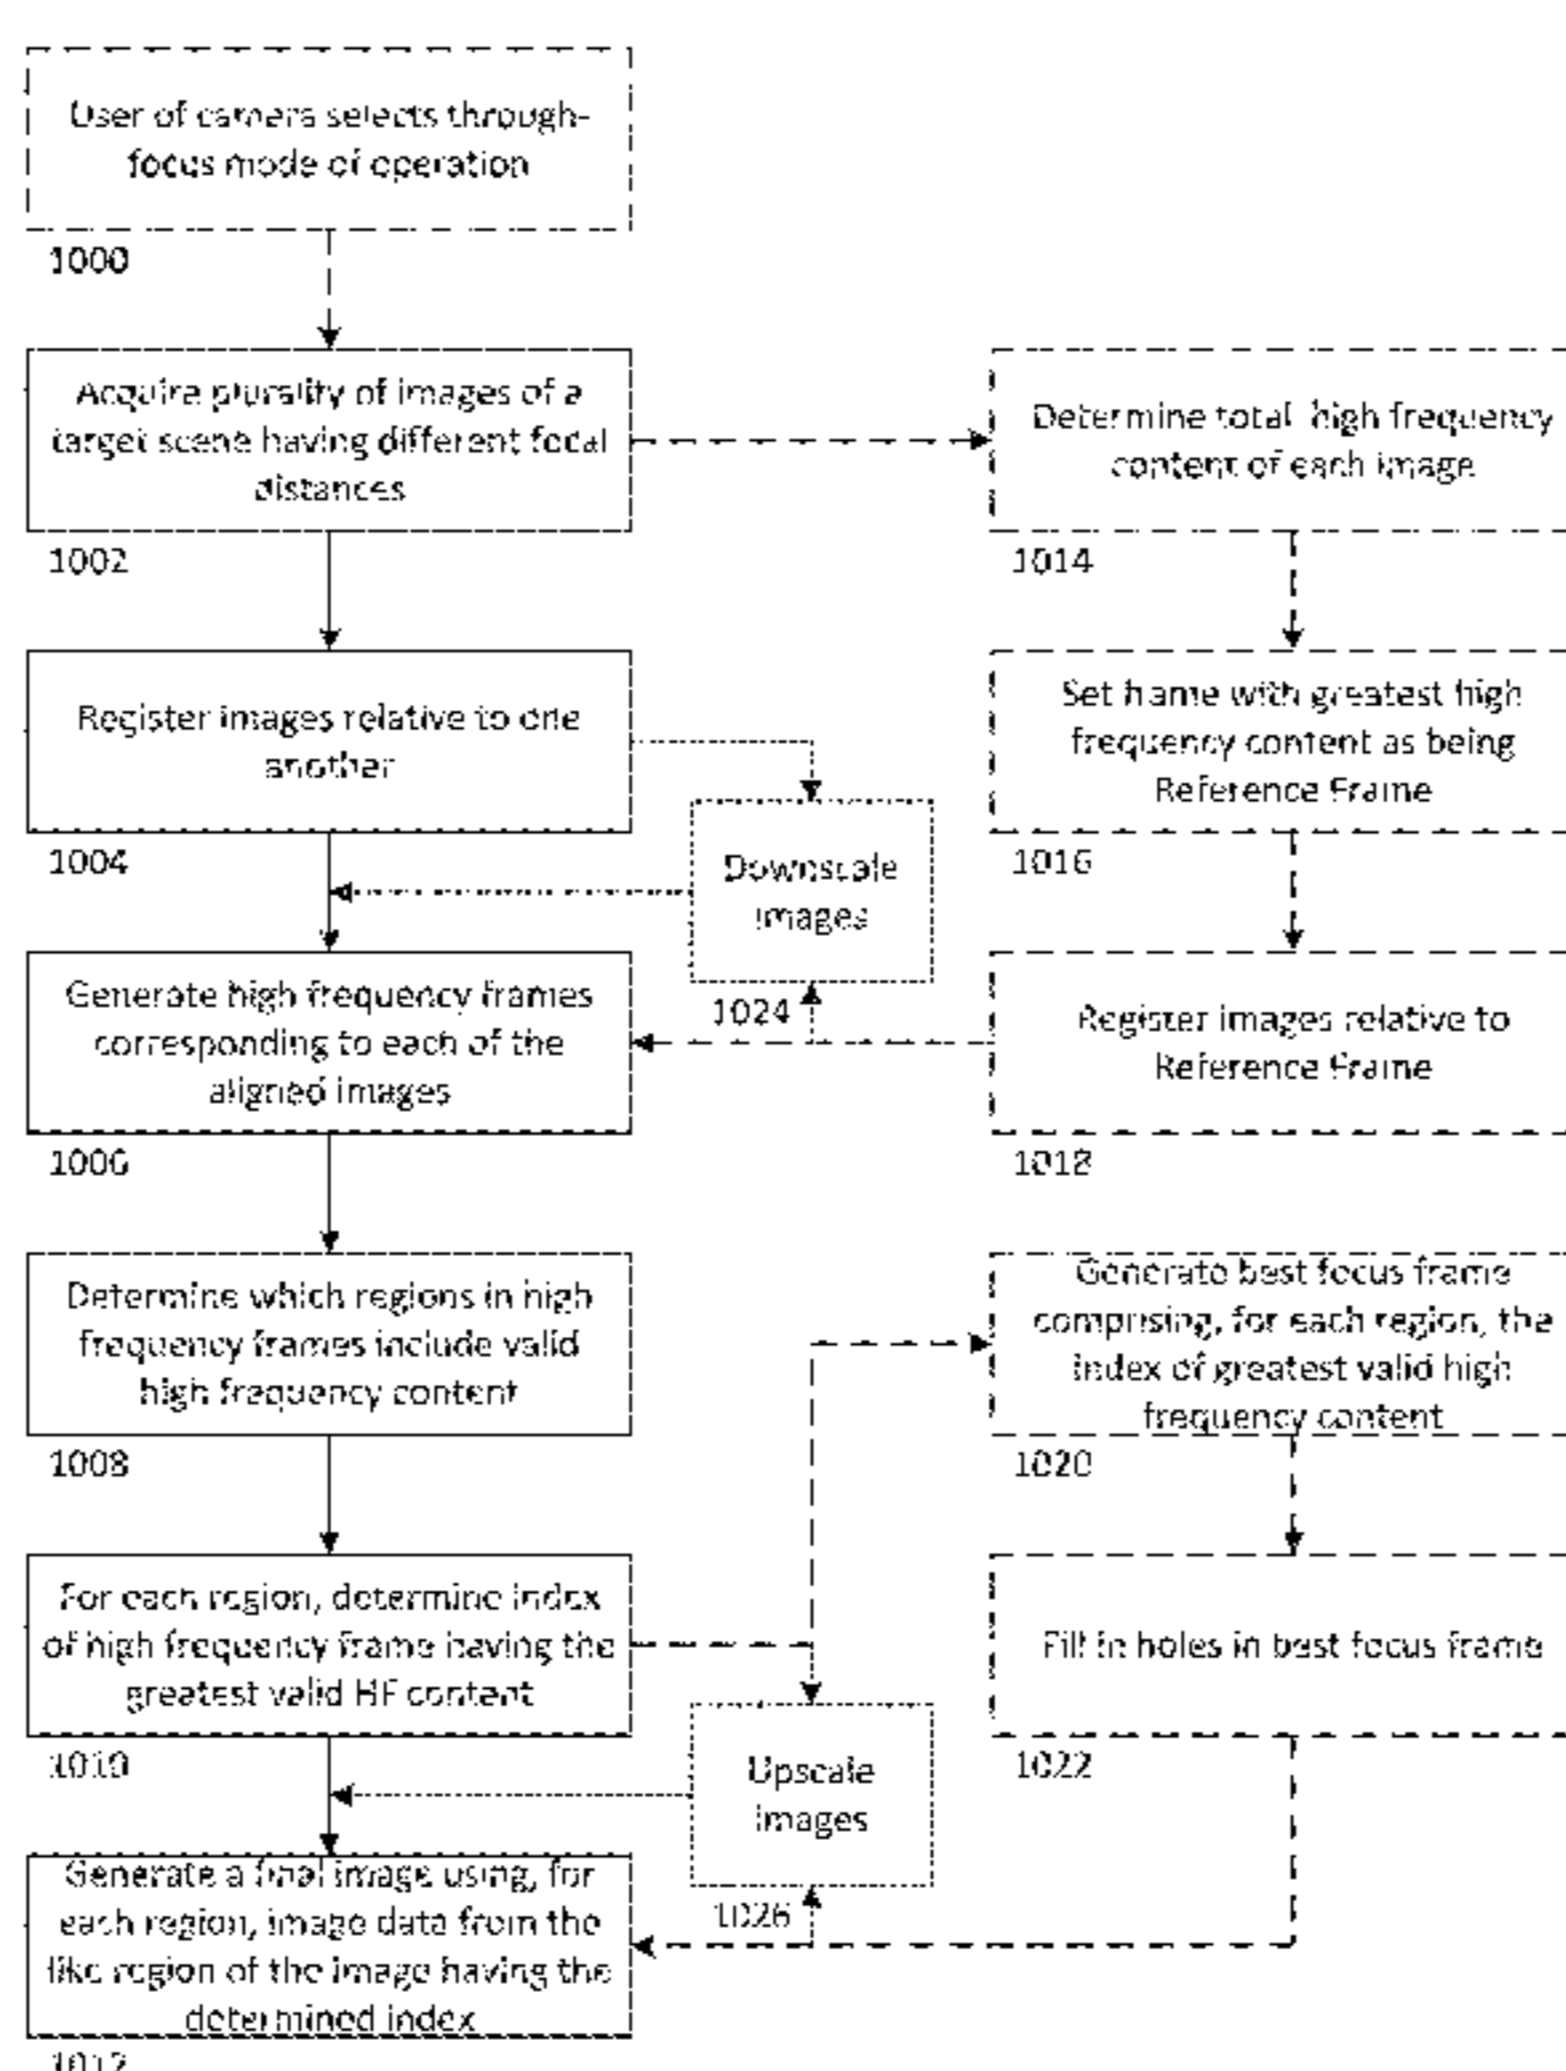 User of camera selects through-
focus mode of operation
1000
Acquire plurality of images of a
target scene having different focal
distances
1002
Determine total high frequency
content of each image
1014
Register images relative to one
another
1004
Set frame with greatest high
frequency content as being
Reference Frame
1016
Downscale
images
1024
Generate high frequency frames
corresponding to each of the
aligned images
1006
Register images relative to
Reference Frame
1018
Determine which regions in high
frequency frames include valid
high frequency content
1008
Generate best focus frame
comprising, for each region, the
index of greatest valid high
frequency content
1020
For each region, determine index
of high frequency frame having the
greatest valid HF content
1010
Fill in holes in best focus frame
1022
Upscale
images
1026
Generate a final image using, for
each region, image data from the
like region of the image having the
determined index
1012